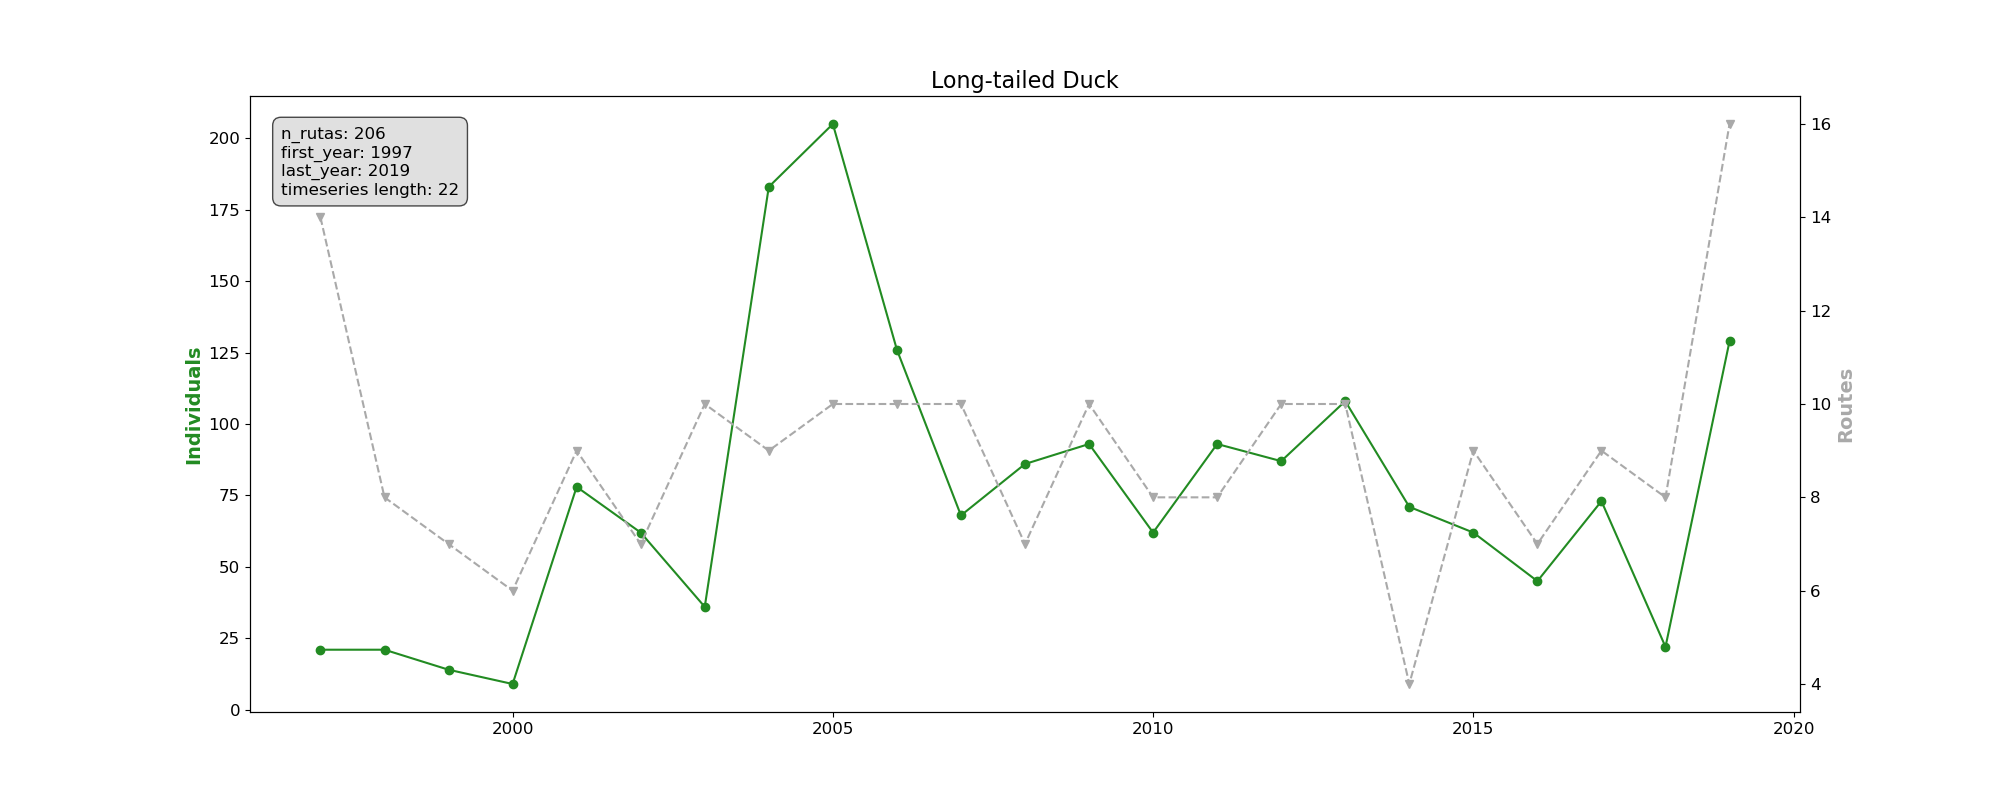 Long-tailed Duck
n_rutas: 206
first_year: 1997
last_year: 2019
timeseries length: 22
Individuals
200
175
150
125
100
75
50
25
0
16
14
12
10
8
6
4
Routes
2000 2005 2010 2015 2020